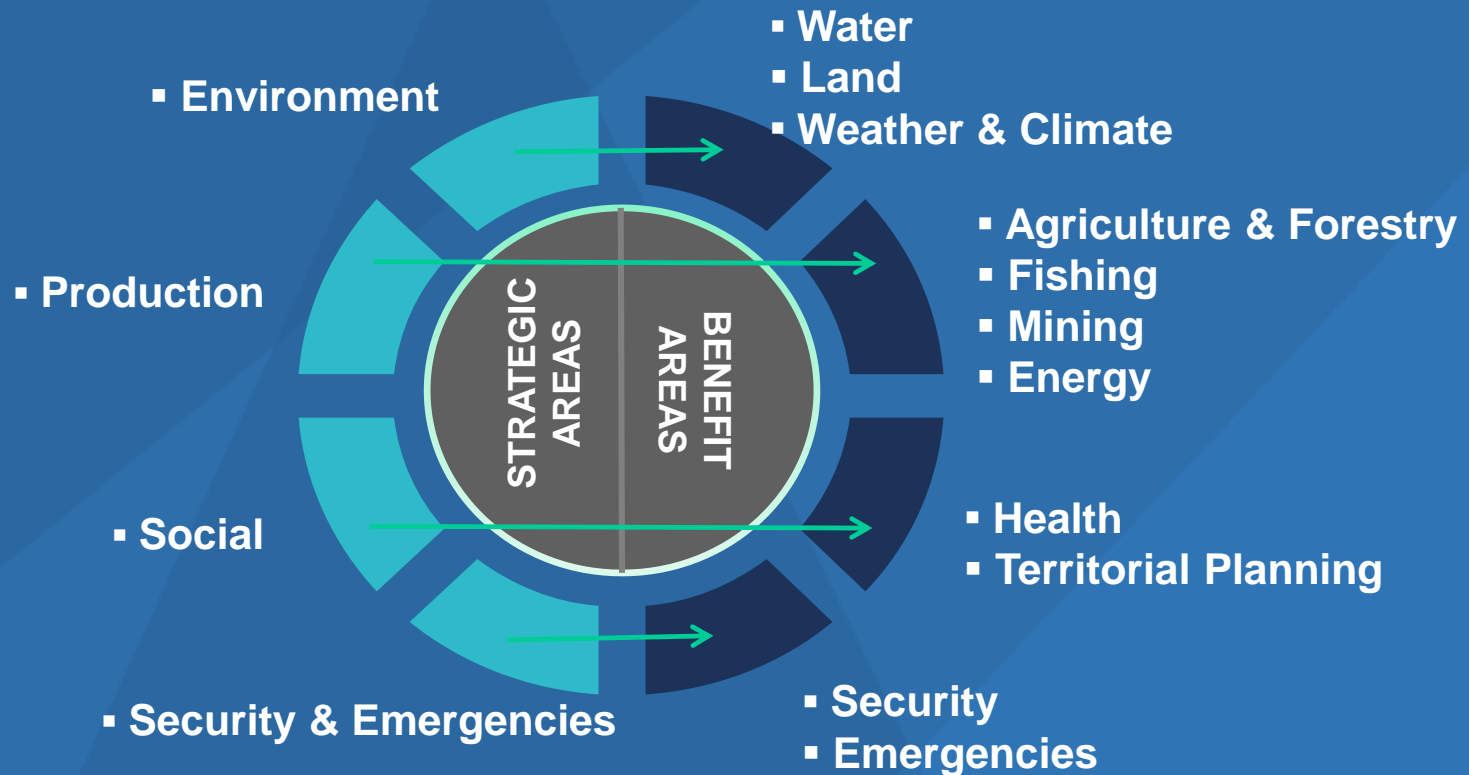 ▪ Environment
▪ Production
▪ Social
▪ Security & Emergencies
STRATEGIC
AREAS
BENEFIT
AREAS
▪ Water
▪ Land
▪ Weather & Climate
▪ Agriculture & Forestry
▪ Fishing
▪ Mining
▪ Energy
▪ Health
▪ Territorial Planning
▪ Security
▪ Emergencies